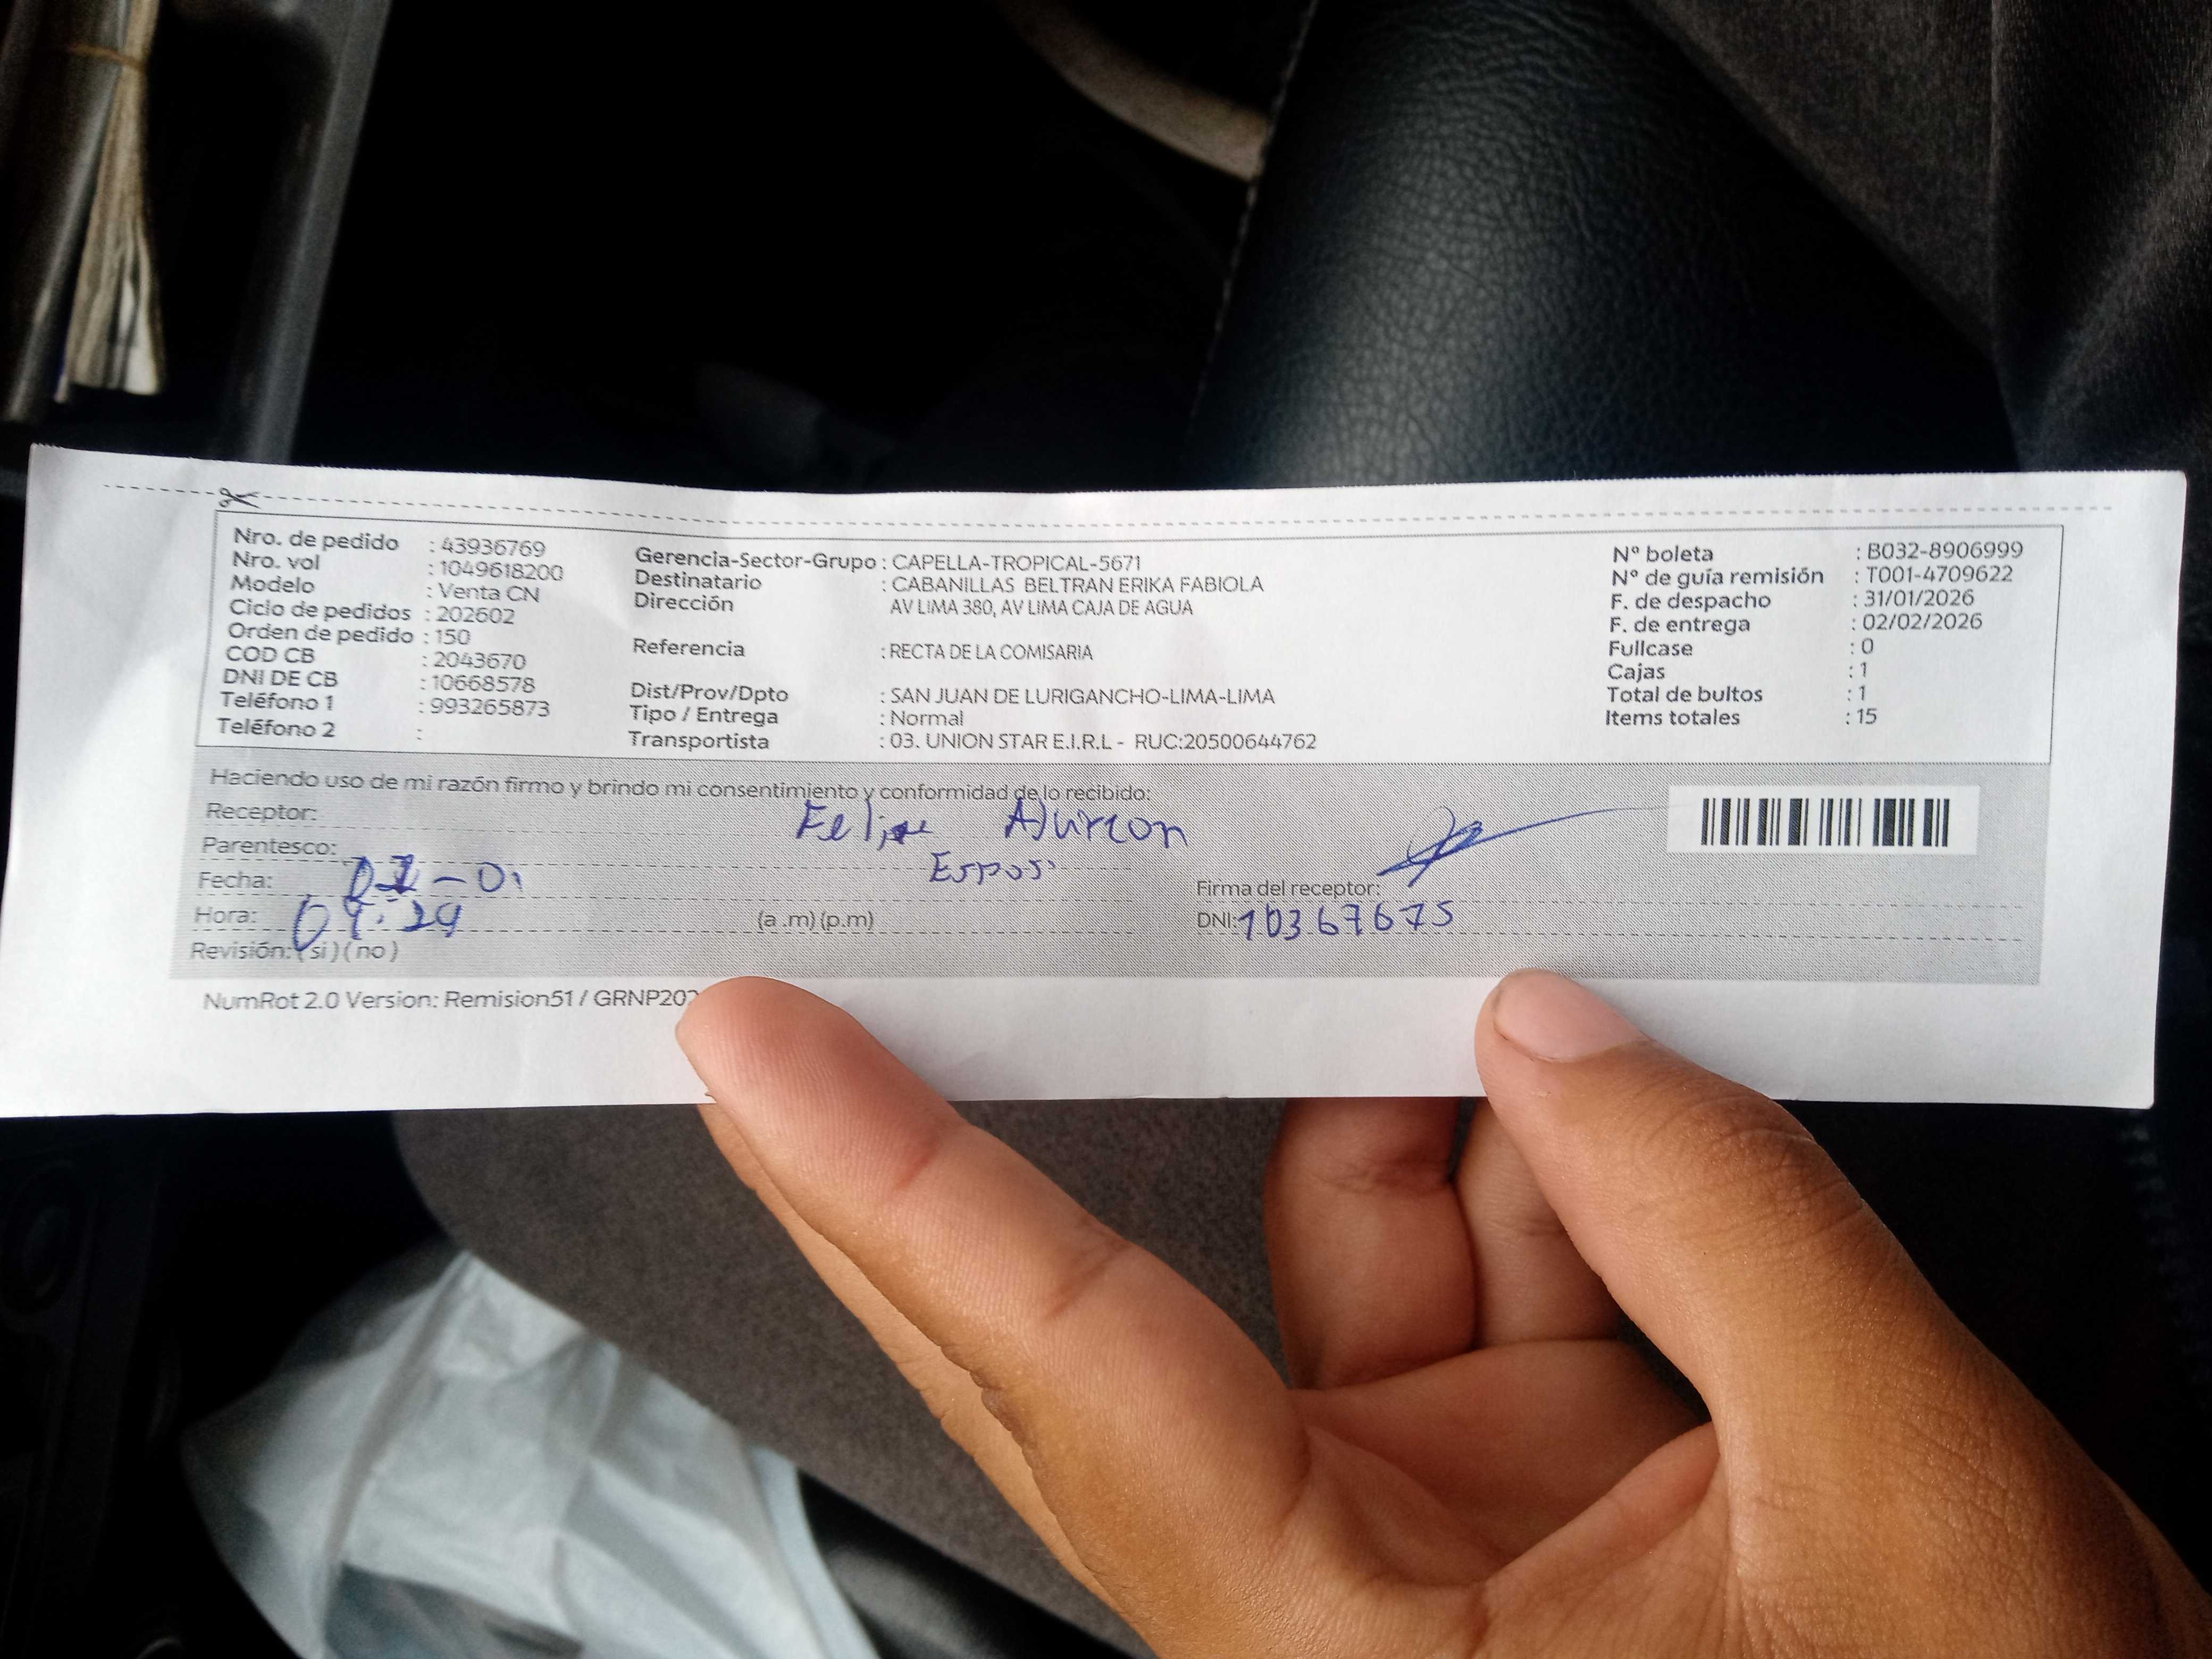 Nro. de pedido : 43936769
Nro. vol : 1049618200
Modelo : Venta CN
Ciclo de pedidos : 202602
Orden de pedido : 150
COD CB : 2043670
DNI DE CB : 10668578
Teléfono 1 : 993265873
Teléfono 2 :
Gerencia-Sector-Grupo : CAPELLA-TROPICAL-5671
Destinatario : CABANILLAS BELTRAN ERIKA FABIOLA
Dirección AV LIMA 380, AV LIMA CAJA DE AGUA
Referencia : RECTA DE LA COMISARIA
Dist/Prov/Dpto : SAN JUAN DE LURIGANCHO-LIMA-LIMA
Tipo / Entrega : Normal
Transportista : 03. UNION STAR E.I.R.L - RUC:20500644762
N° boleta : B032-8906999
N° de guía remisión : T001-4709622
F. de despacho : 31/01/2026
F. de entrega : 02/02/2026
Fullcase : 0
Cajas : 1
Total de bultos : 1
Items totales : 15
Haciendo uso de mi razón firmo y brindo mi consentimiento y conformidad de lo recibido:
Receptor: Felipe
Parentesco: Espos
Fecha:
Hora: (a .m) (p.m)
Revisión: (si) (no)
Firma del receptor:
DNI: 10367675
NumRot 2.0 Version: Remision51 / GRNP202